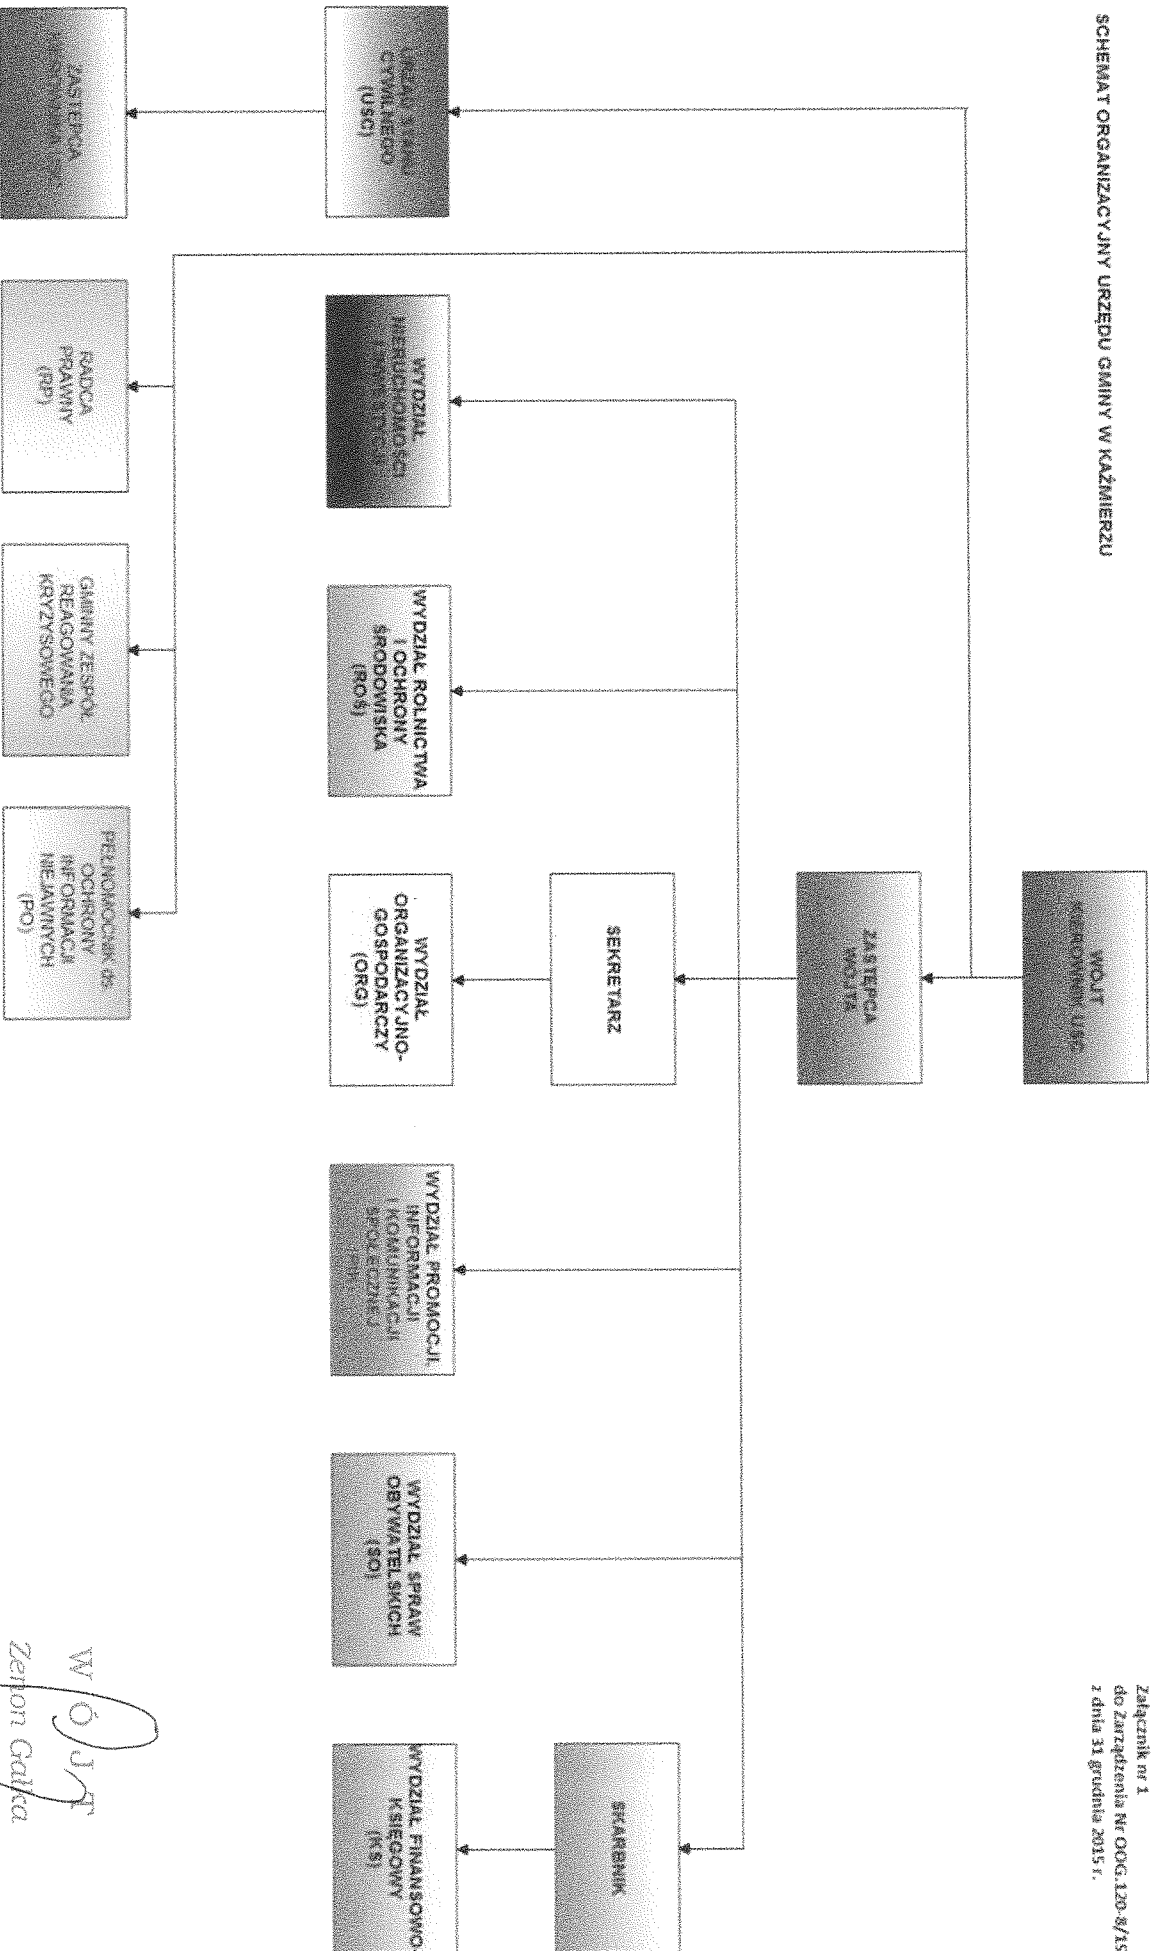 Załącznik nr 1
do Zarządzenia Nr OOG.120-8/15
z dnia 31 grudnia 2015 r.
SCHEMAT ORGANIZACYJNY URZĘDU GMINY W KAŹMIERZU
WÓJT
KIEROWNIK USC
ZASTĘPCA
WÓJTA
SEKRETARZ
SKARBNIK
CYWILNEGO
(USC)
WYDZIAŁ
NIERUCHOMOŚCI
WYDZIAŁ ROLNICTWA
I OCHRONY
ŚRODOWISKA
(ROŚ)
WYDZIAŁ
ORGANIZACYJNO-
GOSPODARCZY
(ORG)
WYDZIAŁ PROMOCJI,
INFORMACJI
I KOMUNIKACJI
SPOŁECZNEJ
WYDZIAŁ SPRAW
OBYWATELSKICH
(SO)
WYDZIAŁ FINANSOWO-
KSIĘGOWY
(KS)
ZASTĘPCA
RADCA
PRAWNY
(RP)
GMINNY ZESPÓŁ
REAGOWANIA
KRYZYSOWEGO
PEŁNOMOCNIK ds
OCHRONY
INFORMACJI
NIEJAWNYCH
(PO)
WÓJT
Zenon Gałka